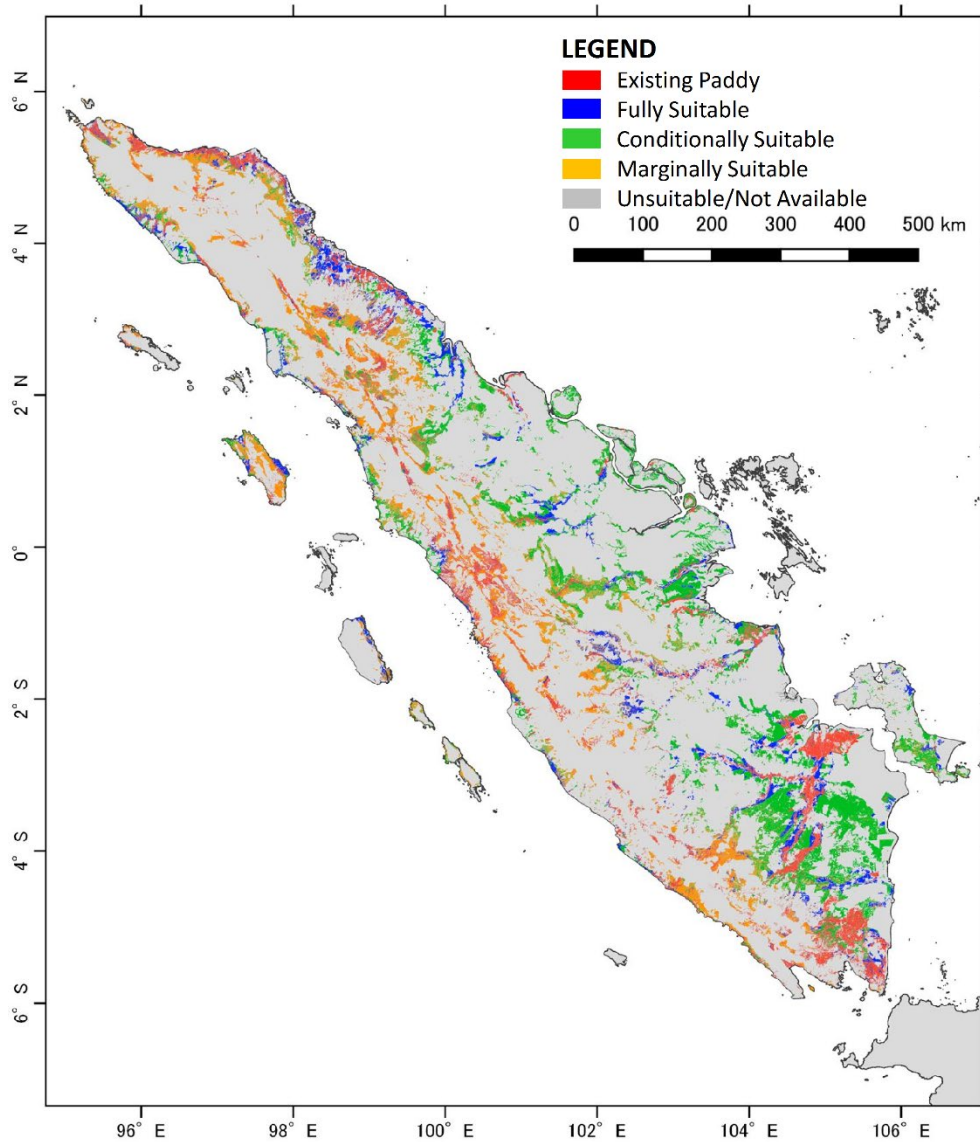 LEGEND
Existing Paddy
Fully Suitable
Conditionally Suitable
Marginally Suitable
Unsuitable/Not Available
0 100 200 300 400 500 km
6° N
4° N
2° N
0°
2° S
4° S
6° S
96° E 98° E 100° E 102° E 104° E 106° E